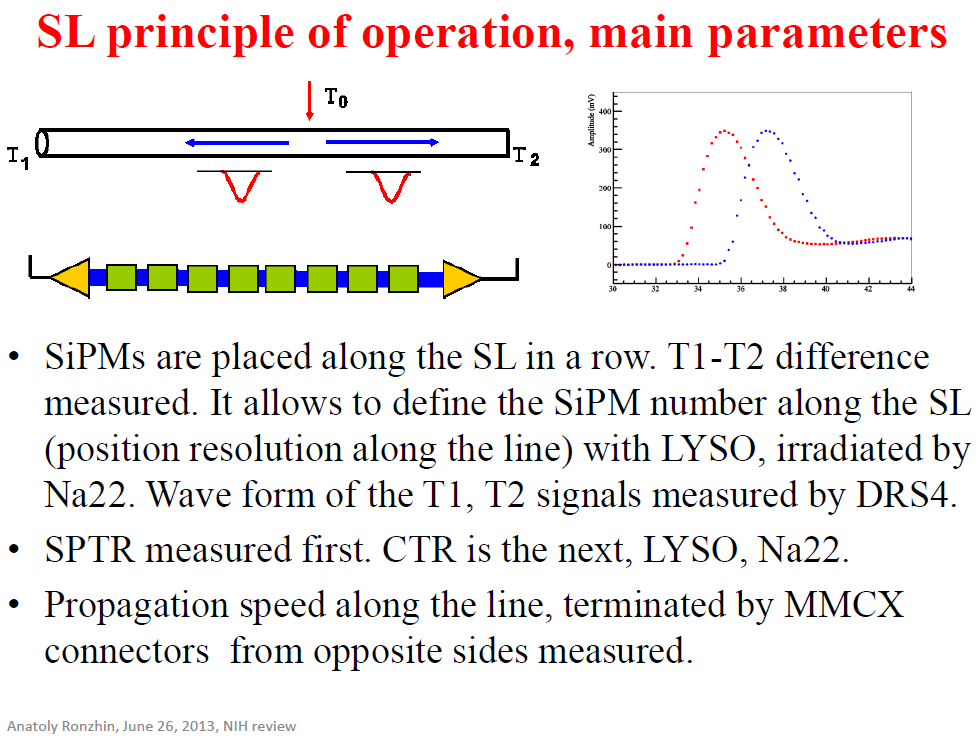 SL principle of operation, main parameters
T0
T1
T2
Amplitude (mV)
400
300
200
100
0
30 32 34 36 38 40 42 44
• SiPMs are placed along the SL in a row. T1-T2 difference
measured. It allows to define the SiPM number along the SL
(position resolution along the line) with LYSO, irradiated by
Na22. Wave form of the T1, T2 signals measured by DRS4.
• SPTR measured first. CTR is the next, LYSO, Na22.
• Propagation speed along the line, terminated by MMCX
connectors from opposite sides measured.
Anatoly Ronzhin, June 26, 2013, NIH review